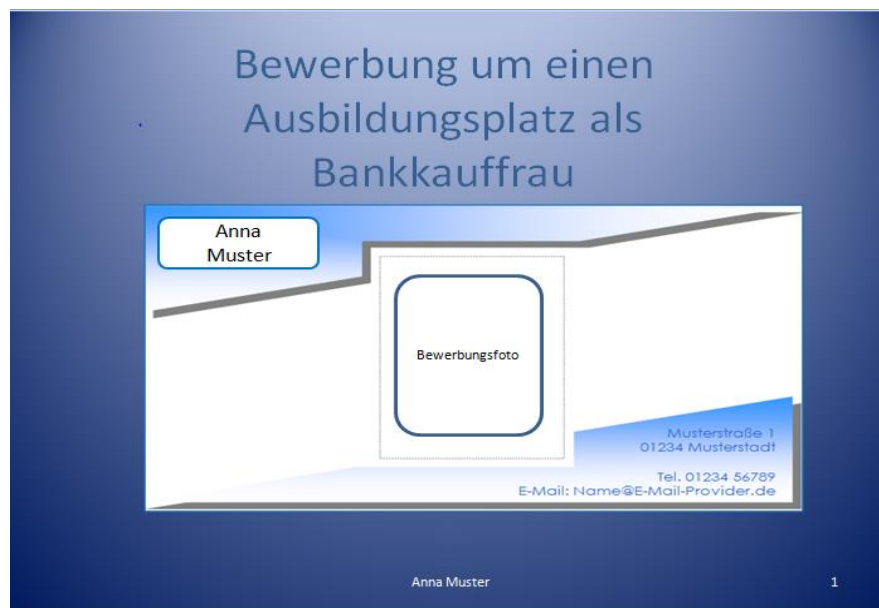 Bewerbung um einen
Ausbildungsplatz als
Bankkauffrau
Anna
Muster
Bewerbungsfoto
Musterstraße 1
01234 Musterstadt
Tel. 01234 56789
E-Mail: Name@E-Mail-Provider.de
Anna Muster
1